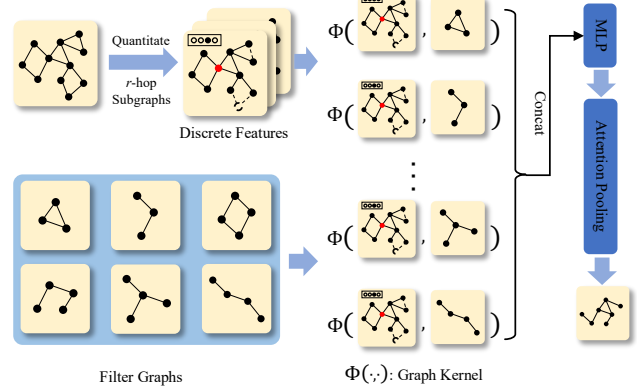 Quantitate
r-hop
Subgraphs
Discrete Features
Filter Graphs
Φ( , )
Φ( , )
⋮
Φ( , )
Φ( , )
Φ(·,·): Graph Kernel
Concat
MLP
Attention Pooling